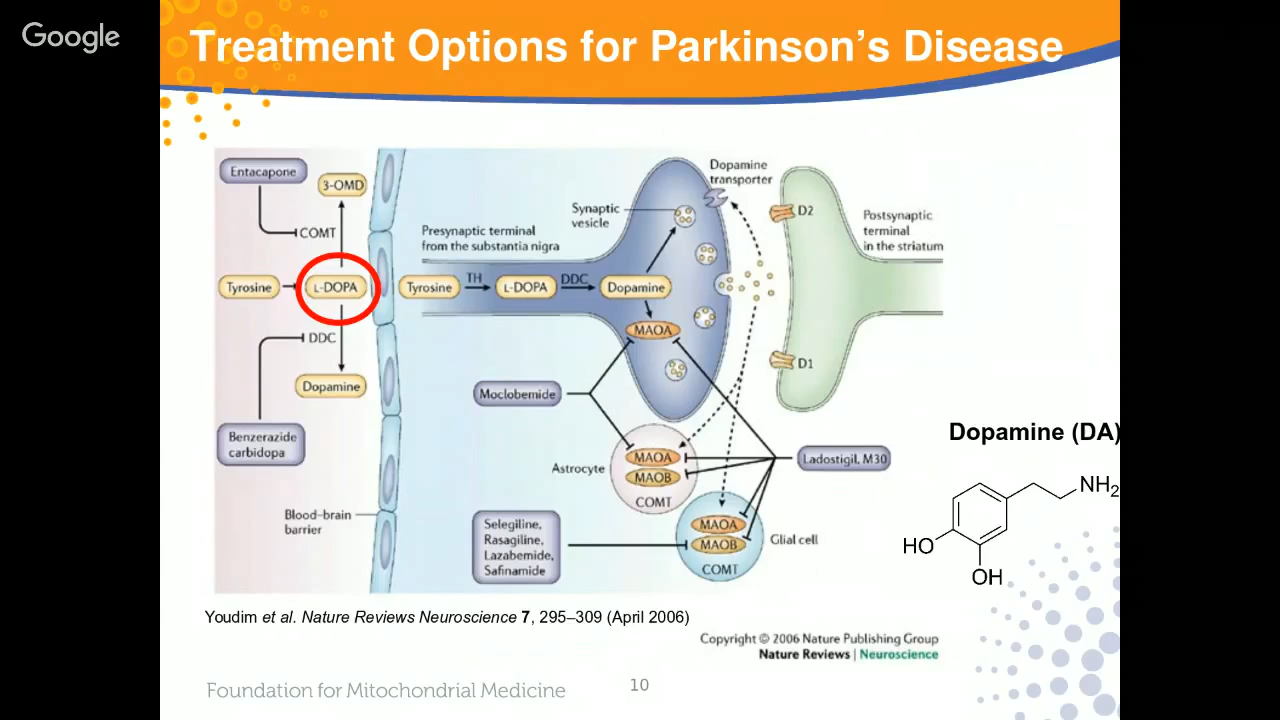 Google
Treatment Options for Parkinson's Disease
Entacapone
3-OMD
COMT
Tyrosine
L-DOPA
DDC
Dopamine
Benzerazide
carbidopa
Blood–brain
barrier
Presynaptic terminal
from the substantia nigra
Tyrosine
TH
L-DOPA
DDC
Dopamine
Synaptic
vesicle
Dopamine
transporter
MAOA
D2
D1
Postsynaptic
terminal
in the striatum
Moclobemide
Astrocyte
MAOA
MAOB
COMT
Ladostigil, M30
Selegiline,
Rasagiline,
Lazabemide,
Safinamide
MAOA
MAOB
COMT
Glial cell
Dopamine (DA)
NH2
HO
OH
Youdim et al. Nature Reviews Neuroscience 7, 295–309 (April 2006)
Copyright © 2006 Nature Publishing Group
Nature Reviews | Neuroscience
Foundation for Mitochondrial Medicine
10